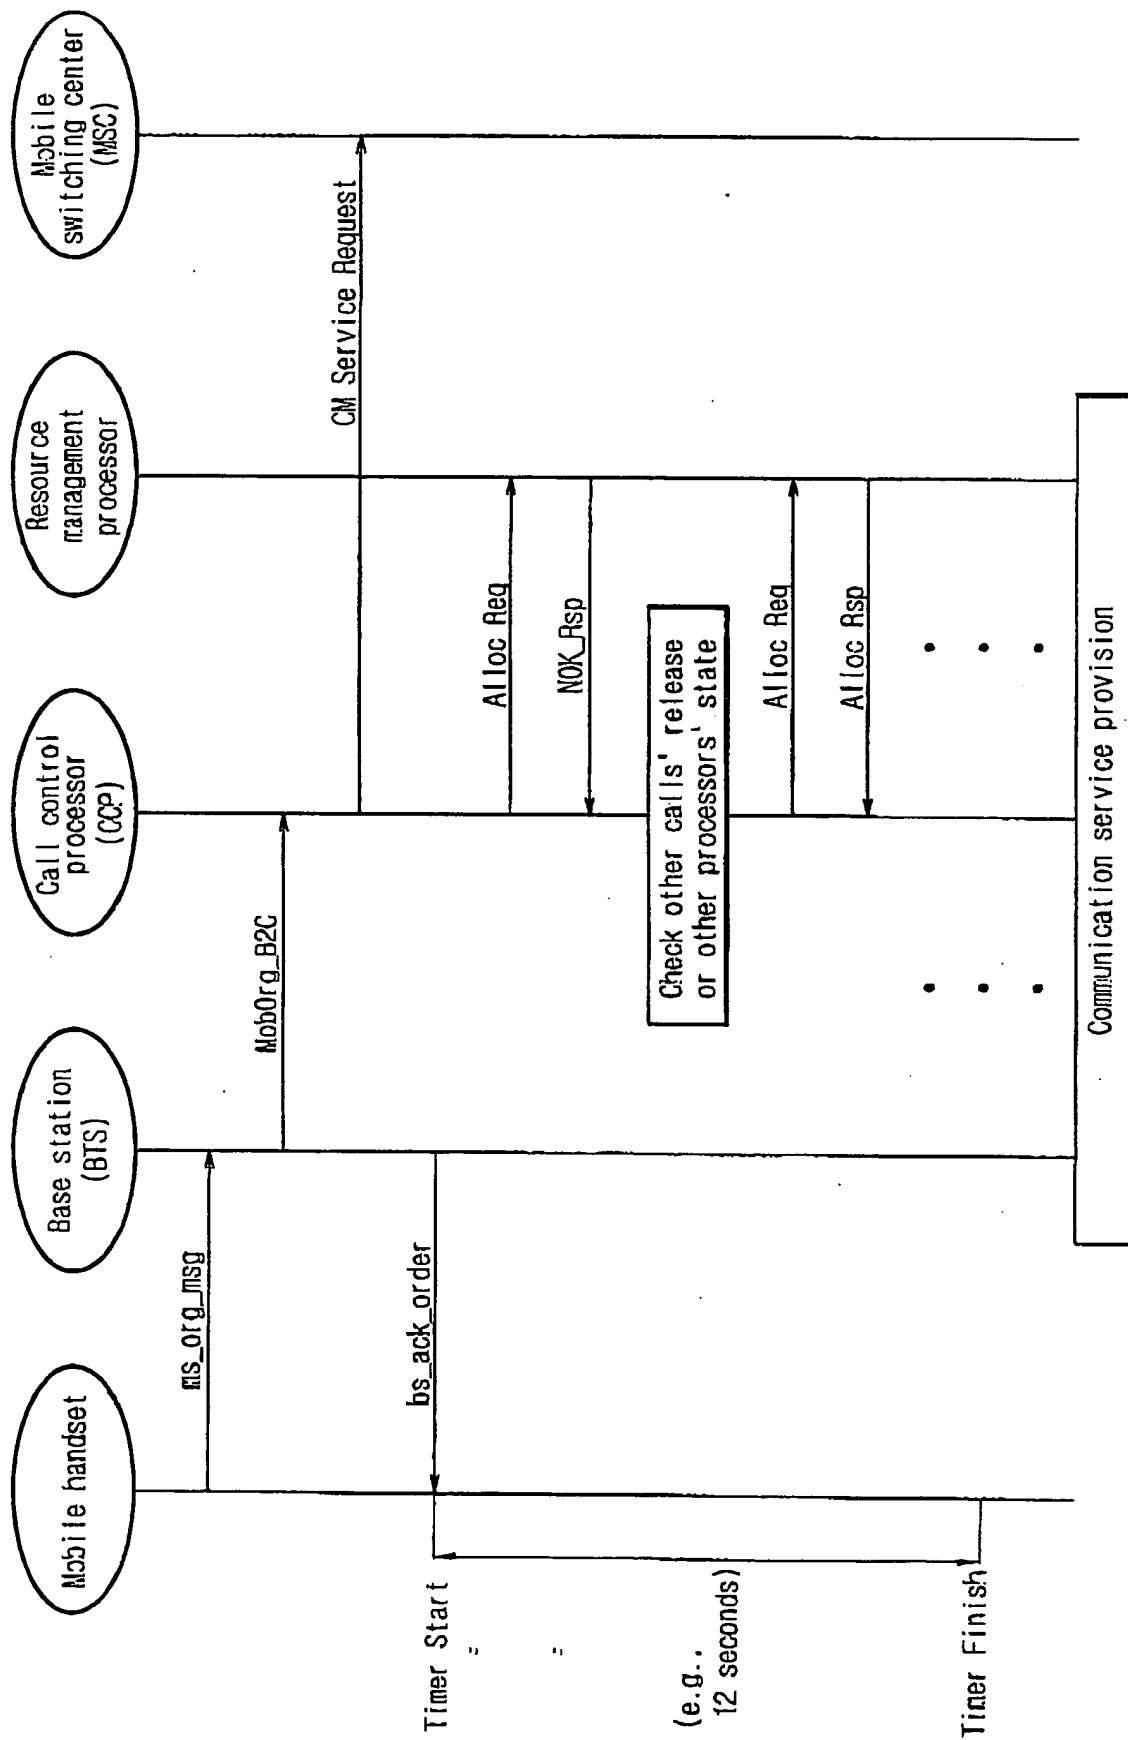 Mobile handset
Base station
(BTS)
Call control
processor
(CCP)
Resource
management
processor
Mobile
switching center
(MSC)
ms_org_msg
MobOrg_B2C
CM Service Request
Timer Start
bs_ack_order
Alloc Req
NOK_Rsp
Check other calls' release
or other processors' state
(e.g.,
12 seconds)
Alloc Req
Alloc Rsp
Timer Finish
Communication service provision